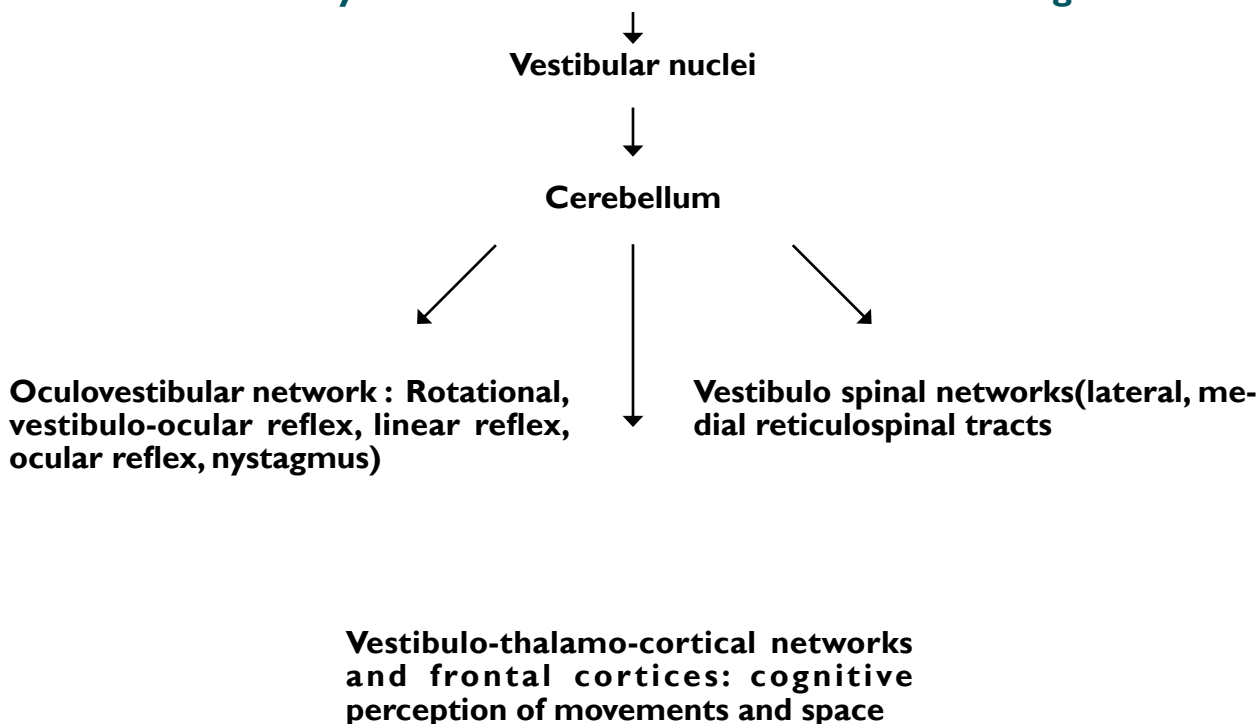 Vestibular nuclei
Cerebellum
Oculovestibular network : Rotational,
vestibulo-ocular reflex, linear reflex,
ocular reflex, nystagmus)
Vestibulo spinal networks(lateral, me-
dial reticulospinal tracts
Vestibulo-thalamo-cortical networks
and frontal cortices: cognitive
perception of movements and space